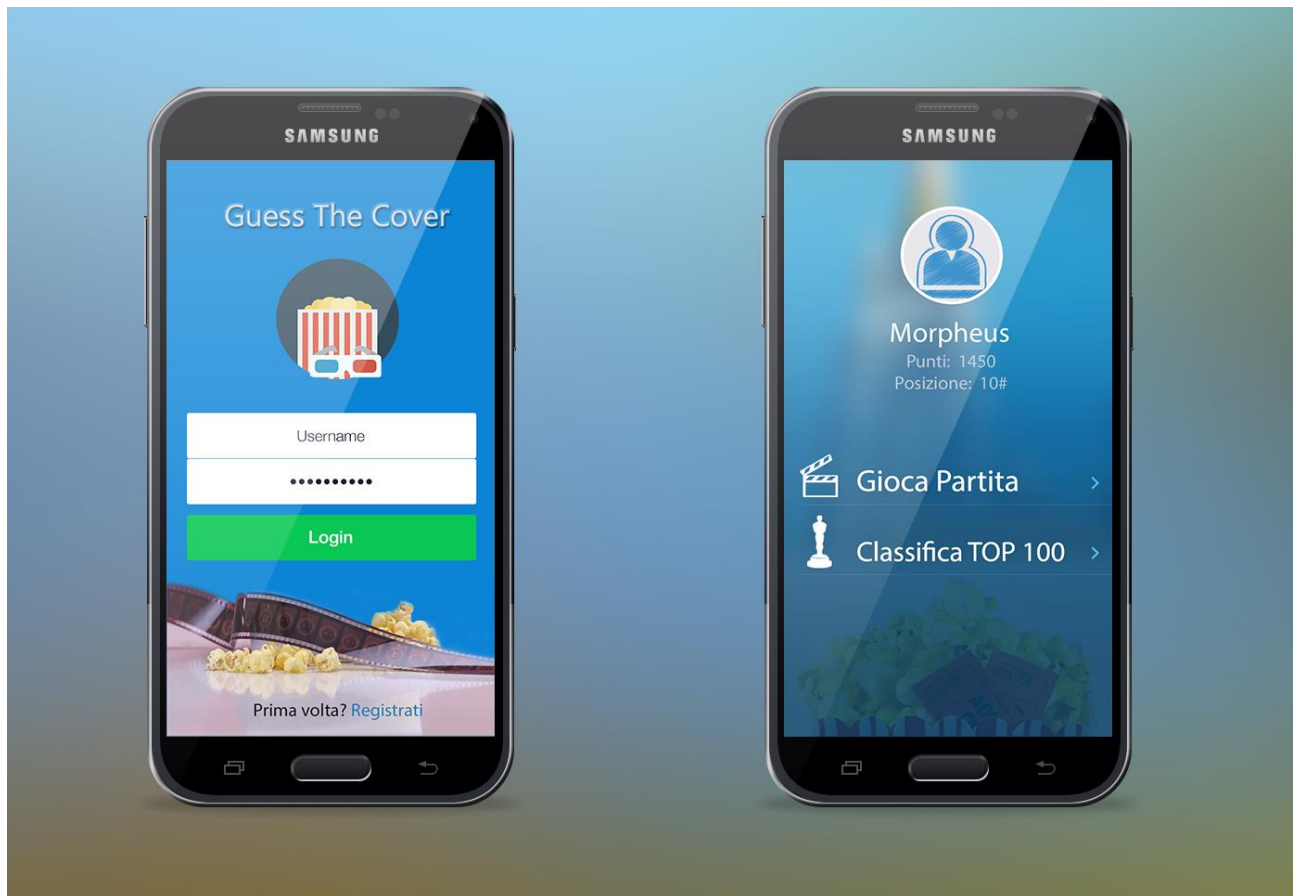 SAMSUNG
Guess The Cover
Username
Login
Prima volta? Registrati
SAMSUNG
Morpheus
Punti: 1450
Posizione: 10#
Gioca Partita
Classifica TOP 100